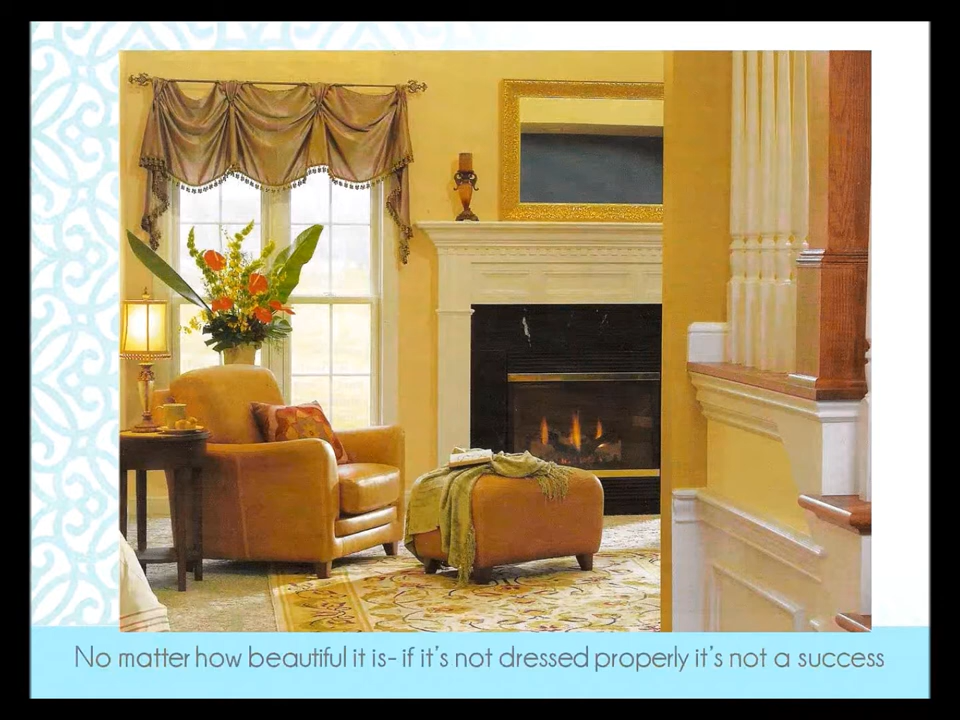 No matter how beautiful it is- if it's not dressed properly it's not a success